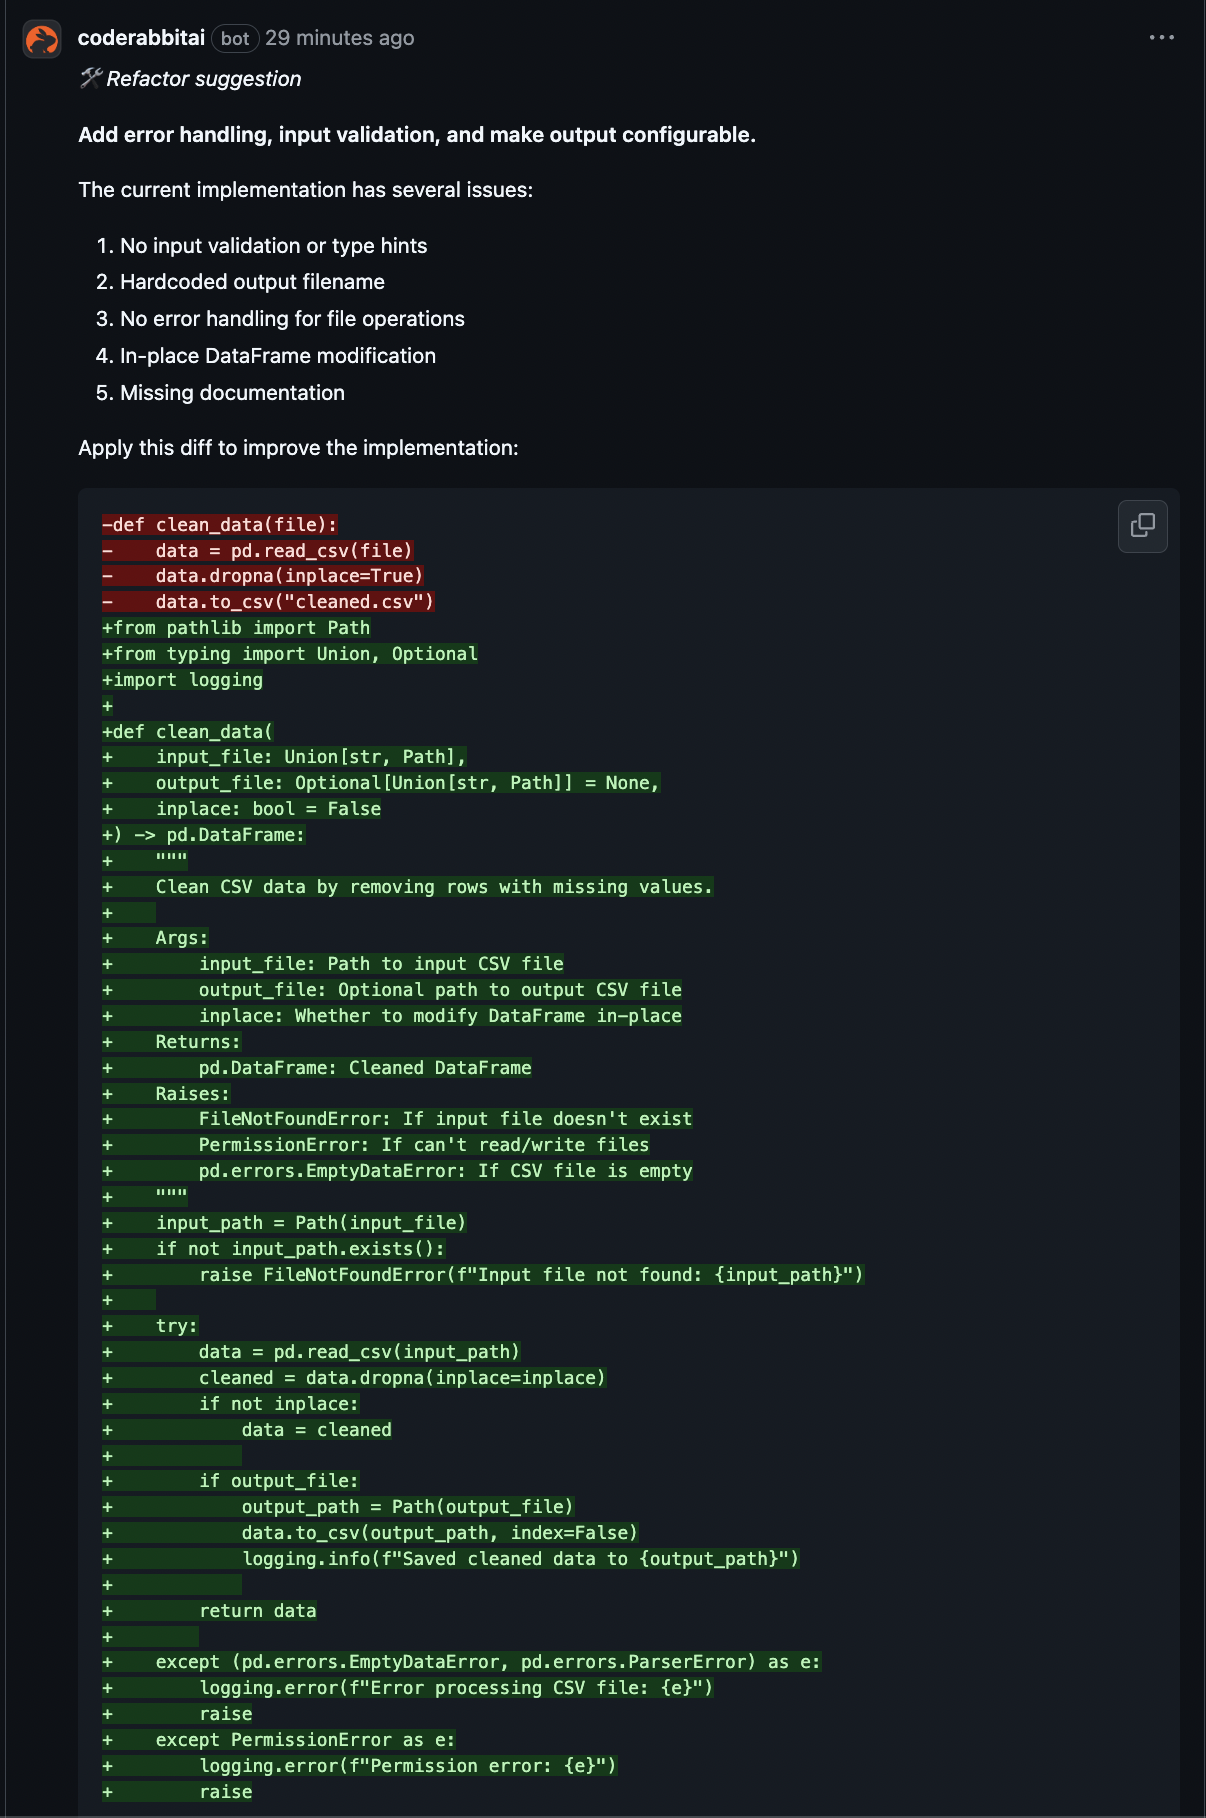 coderabbitai bot 29 minutes ago
🛠️ Refactor suggestion
Add error handling, input validation, and make output configurable.
The current implementation has several issues:
1. No input validation or type hints
2. Hardcoded output filename
3. No error handling for file operations
4. In-place DataFrame modification
5. Missing documentation
Apply this diff to improve the implementation:
-def clean_data(file):
-    data = pd.read_csv(file)
-    data.dropna(inplace=True)
-    data.to_csv("cleaned.csv")
+from pathlib import Path
+from typing import Union, Optional
+import logging
+
+def clean_data(
+    input_file: Union[str, Path],
+    output_file: Optional[Union[str, Path]] = None,
+    inplace: bool = False
+) -> pd.DataFrame:
+    """
+    Clean CSV data by removing rows with missing values.
+
+    Args:
+        input_file: Path to input CSV file
+        output_file: Optional path to output CSV file
+        inplace: Whether to modify DataFrame in-place
+    Returns:
+        pd.DataFrame: Cleaned DataFrame
+    Raises:
+        FileNotFoundError: If input file doesn't exist
+        PermissionError: If can't read/write files
+        pd.errors.EmptyDataError: If CSV file is empty
+    """
+    input_path = Path(input_file)
+    if not input_path.exists():
+        raise FileNotFoundError(f"Input file not found: {input_path}")
+
+    try:
+        data = pd.read_csv(input_path)
+        cleaned = data.dropna(inplace=inplace)
+        if not inplace:
+            data = cleaned
+
+        if output_file:
+            output_path = Path(output_file)
+            data.to_csv(output_path, index=False)
+            logging.info(f"Saved cleaned data to {output_path}")
+
+        return data
+
+    except (pd.errors.EmptyDataError, pd.errors.ParserError) as e:
+        logging.error(f"Error processing CSV file: {e}")
+        raise
+    except PermissionError as e:
+        logging.error(f"Permission error: {e}")
+        raise